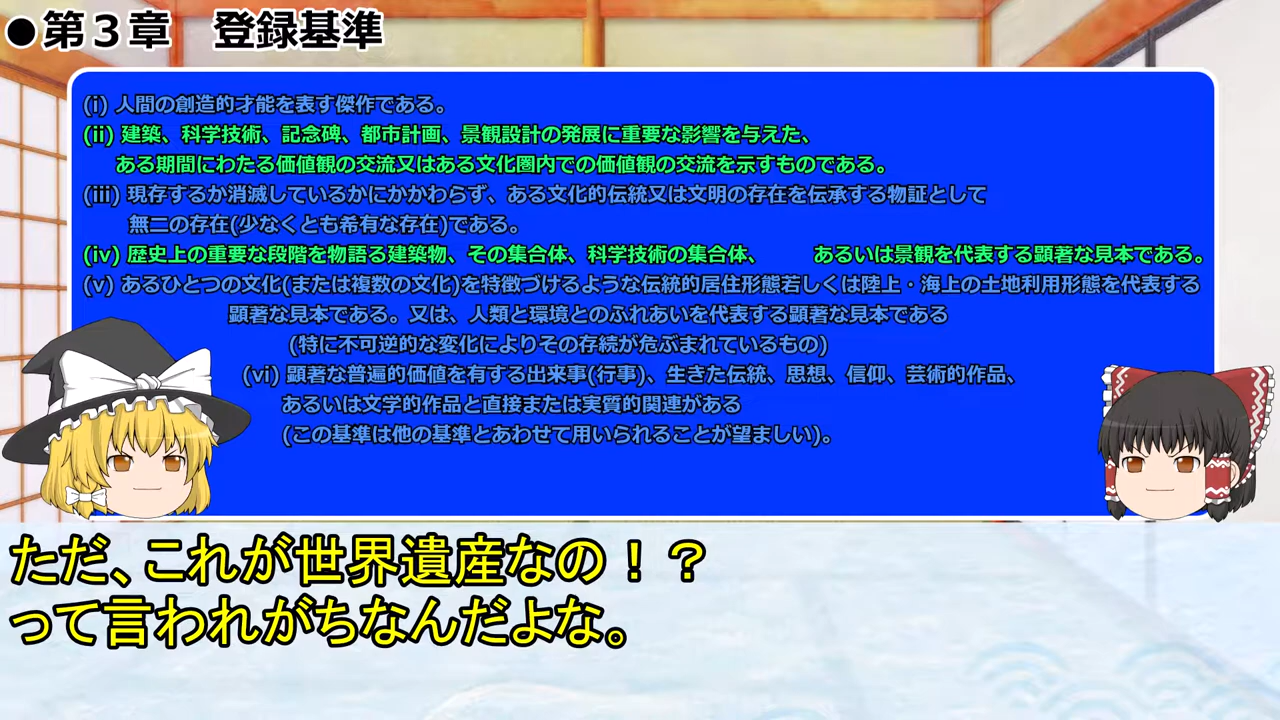 ●第３章　登録基準
(i) 人間の創造的才能を表す傑作である。
(ii) 建築、科学技術、記念碑、都市計画、景観設計の発展に重要な影響を与えた、
ある期間にわたる価値観の交流又はある文化圏内での価値観の交流を示すものである。
(iii) 現存するか消滅しているかにかかわらず、ある文化的伝統又は文明の存在を伝承する物証として
無二の存在(少なくとも希有な存在)である。
(iv) 歴史上の重要な段階を物語る建築物、その集合体、科学技術の集合体、　　あるいは景観を代表する顕著な見本である。
(v) あるひとつの文化(または複数の文化)を特徴づけるような伝統的居住形態若しくは陸上・海上の土地利用形態を代表する
顕著な見本である。又は、人類と環境とのふれあいを代表する顕著な見本である
(特に不可逆的な変化によりその存続が危ぶまれているもの)
(vi) 顕著な普遍的価値を有する出来事(行事)、生きた伝統、思想、信仰、芸術的作品、
あるいは文学的作品と直接または実質的関連がある
(この基準は他の基準とあわせて用いられることが望ましい)。
ただ、これが世界遺産なの！？
って言われがちなんだよな。